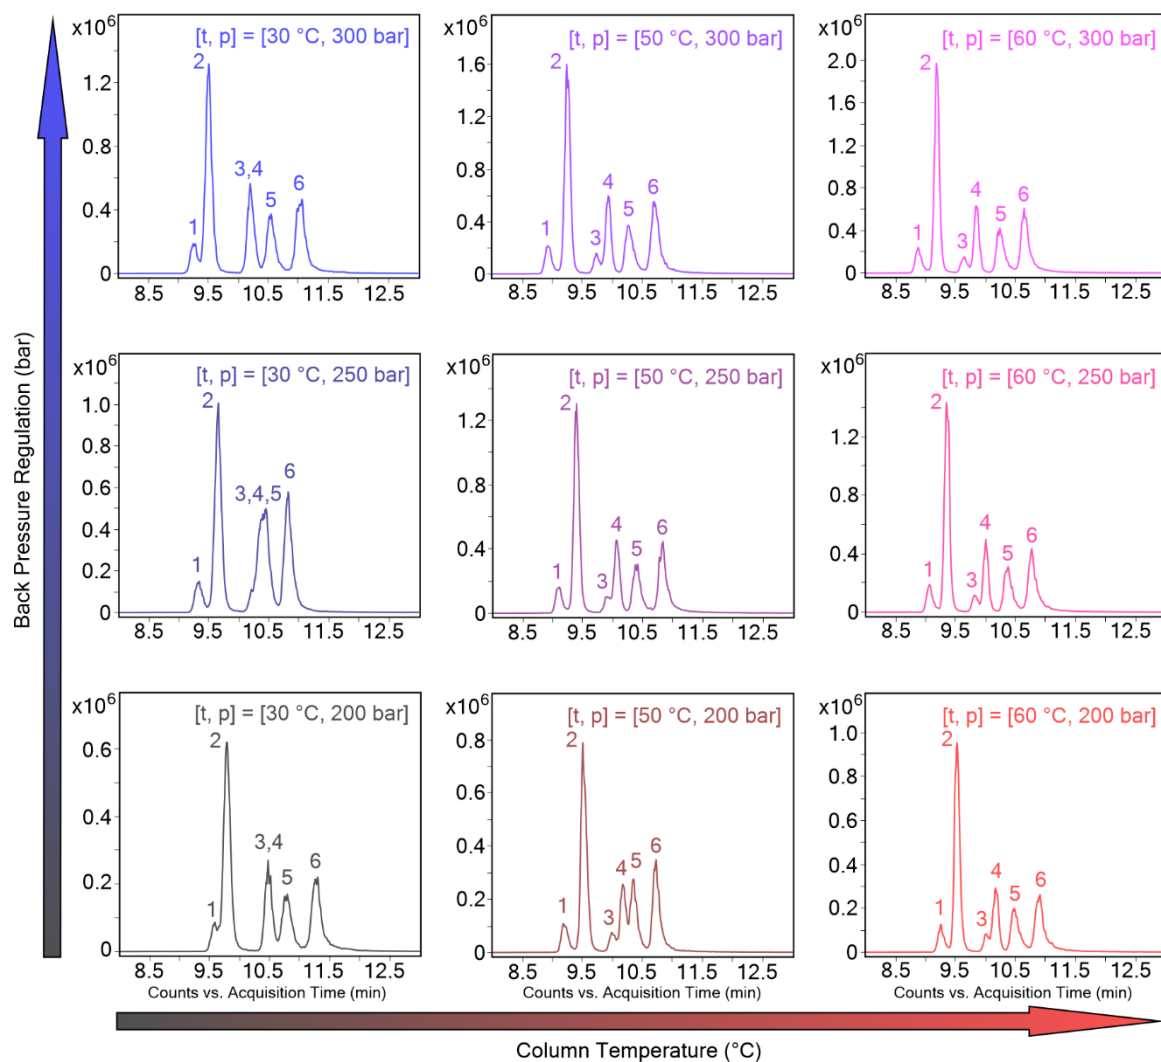 Back Pressure Regulation (bar)
x10⁶
[t, p] = [30 °C, 300 bar]
2
1.2
0.8
3,4
6
5
0.4
1
0
8.5 9.5 10.5 11.5 12.5
x10⁶
[t, p] = [50 °C, 300 bar]
2
1.6
1.2
0.8
4
6
5
0.4
1
3
0
8.5 9.5 10.5 11.5 12.5
x10⁶
[t, p] = [60 °C, 300 bar]
2.0
2
1.6
1.2
0.8
4
6
5
0.4
1
3
0
8.5 9.5 10.5 11.5 12.5
x10⁶
[t, p] = [30 °C, 250 bar]
2
1.0
0.8
6
0.6
3,4,5
0.4
0.2
1
0
8.5 9.5 10.5 11.5 12.5
x10⁶
[t, p] = [50 °C, 250 bar]
2
1.2
0.8
4
6
5
0.4
1
3
0
8.5 9.5 10.5 11.5 12.5
x10⁶
[t, p] = [60 °C, 250 bar]
2
1.2
0.8
4
6
5
0.4
1
3
0
8.5 9.5 10.5 11.5 12.5
x10⁶
[t, p] = [30 °C, 200 bar]
2
0.6
0.4
3,4
6
5
0.2
1
0
8.5 9.5 10.5 11.5 12.5
Counts vs. Acquisition Time (min)
x10⁶
[t, p] = [50 °C, 200 bar]
0.8
2
0.6
0.4
6
5
4
0.2
1
3
0
8.5 9.5 10.5 11.5 12.5
Counts vs. Acquisition Time (min)
x10⁶
[t, p] = [60 °C, 200 bar]
1.0
2
0.8
0.6
0.4
4
6
5
0.2
1
3
0
8.5 9.5 10.5 11.5 12.5
Counts vs. Acquisition Time (min)
Column Temperature (°C)